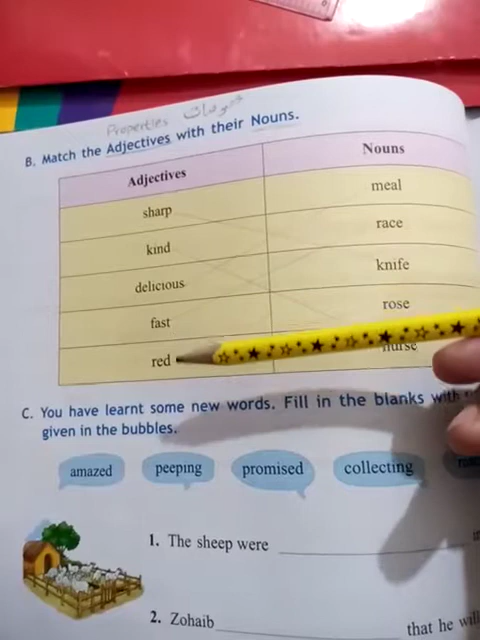 Properties خصوصیات
B. Match the Adjectives with their Nouns.
Adjectives Nouns
sharp meal
kind race
delicious knife
fast rose
red nurse
C. You have learnt some new words. Fill in the blanks with
given in the bubbles.
amazed peeping promised collecting
1. The sheep were
2. Zohaib that he will